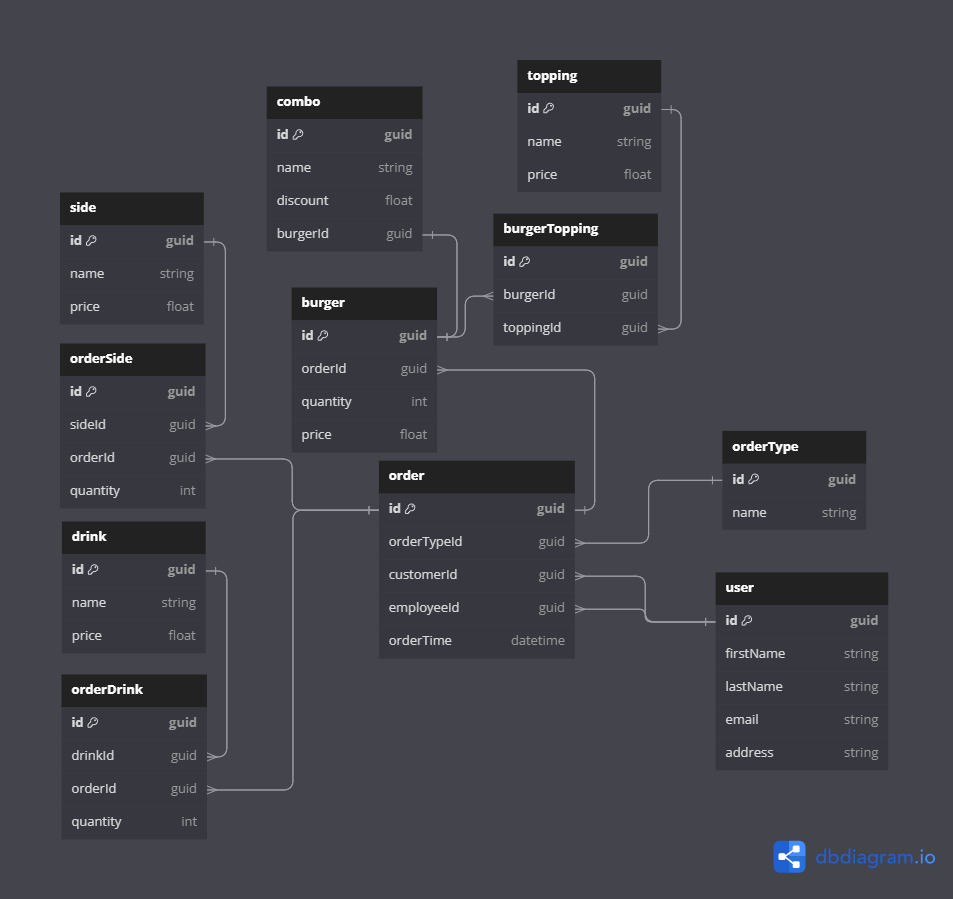 topping
id guid
name string
price float
combo
id guid
name string
discount float
burgerId guid
side
id guid
name string
price float
burgerTopping
id guid
burgerId guid
toppingId guid
burger
id guid
orderId guid
quantity int
price float
orderSide
id guid
sideId guid
orderId guid
quantity int
orderType
id guid
name string
order
id guid
orderTypeId guid
customerId guid
employeeId guid
orderTime datetime
drink
id guid
name string
price float
user
id guid
firstName string
lastName string
email string
address string
orderDrink
id guid
drinkId guid
orderId guid
quantity int
dbdiagram.io